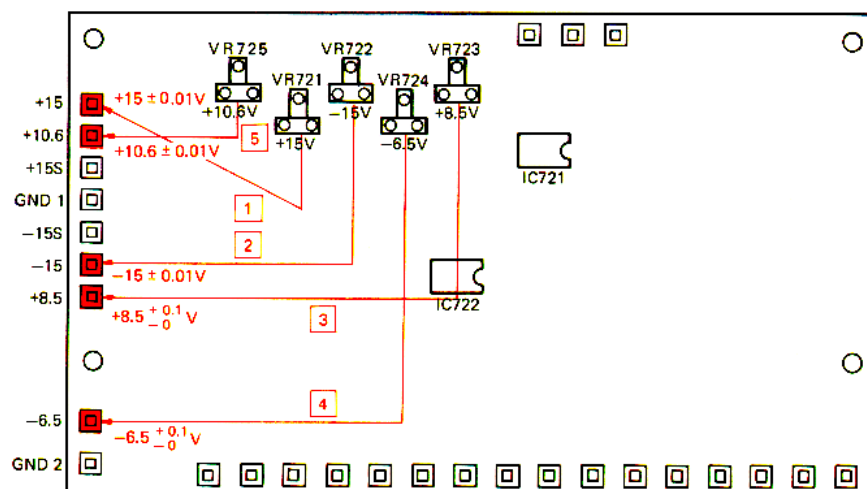 VR725
VR722
VR723
VR721
VR724
+10.6V
-15V
+8.5V
+15V
-6.5V
+15
+15 ± 0.01V
+10.6
+10.6 ± 0.01V
5
+15S
IC721
GND 1
1
-15S
2
-15
-15 ± 0.01V
+8.5
+8.5 +0.1 -0 V
3
IC722
4
-6.5
-6.5 +0.1 -0 V
GND 2